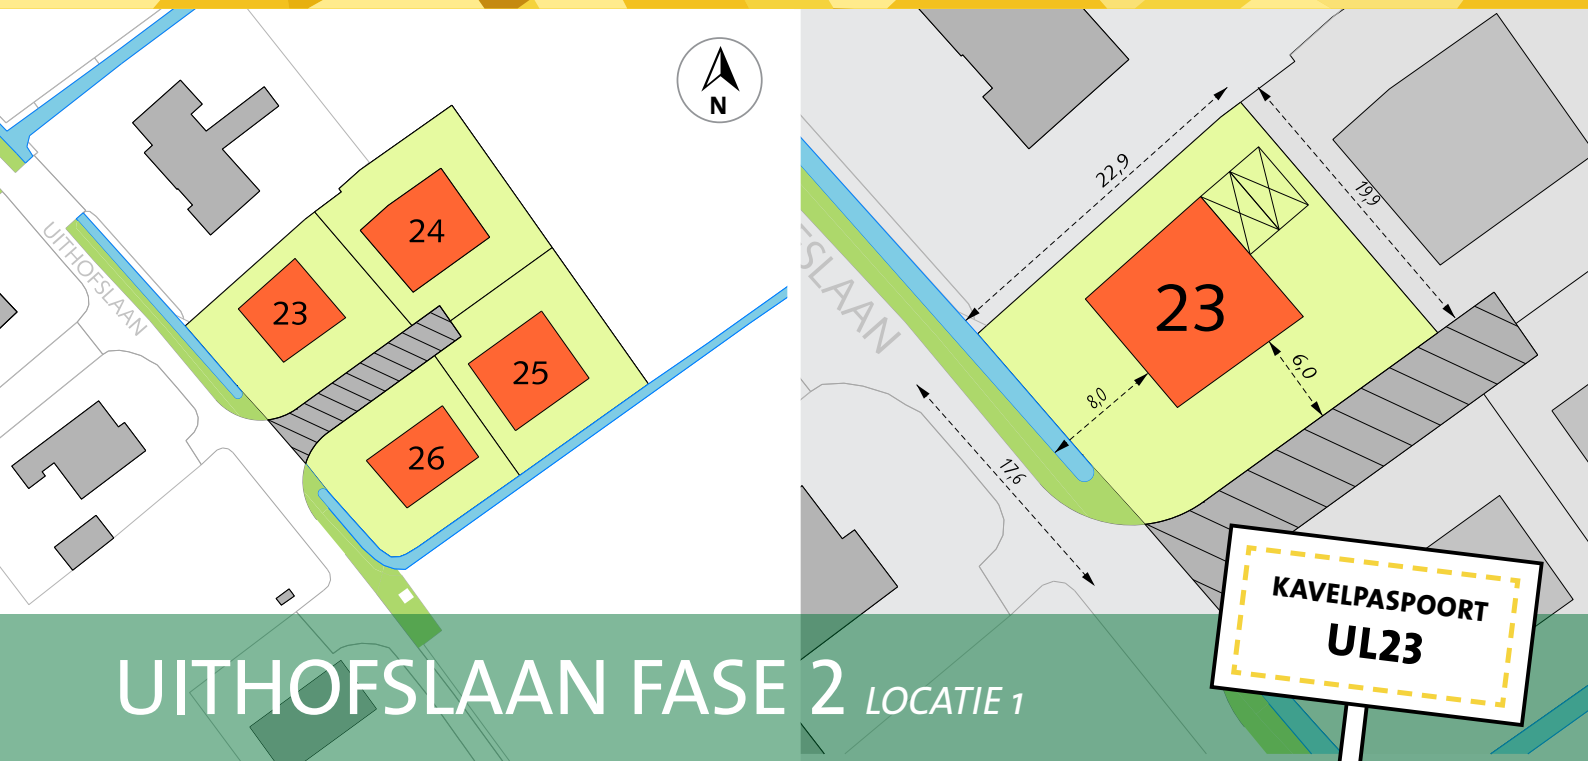 N
UITHOFSLAAN
24
23
25
26
SLAAN
22,9
19,9
23
8,0
6,0
17,6
KAVELPASPOORT
UL23
UITHOFSLAAN FASE 2 LOCATIE 1